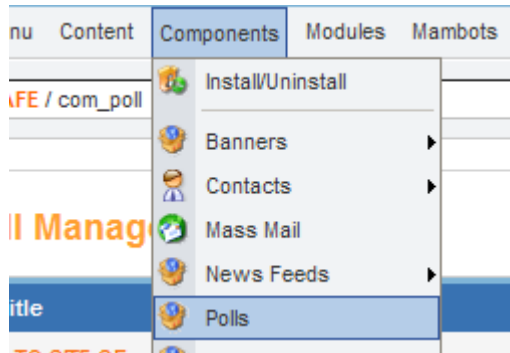 nu Content Components Modules Mambots
Install/Uninstall
AFE / com_poll
Banners
Contacts
ll Manag
Mass Mail
News Feeds
itle
Polls